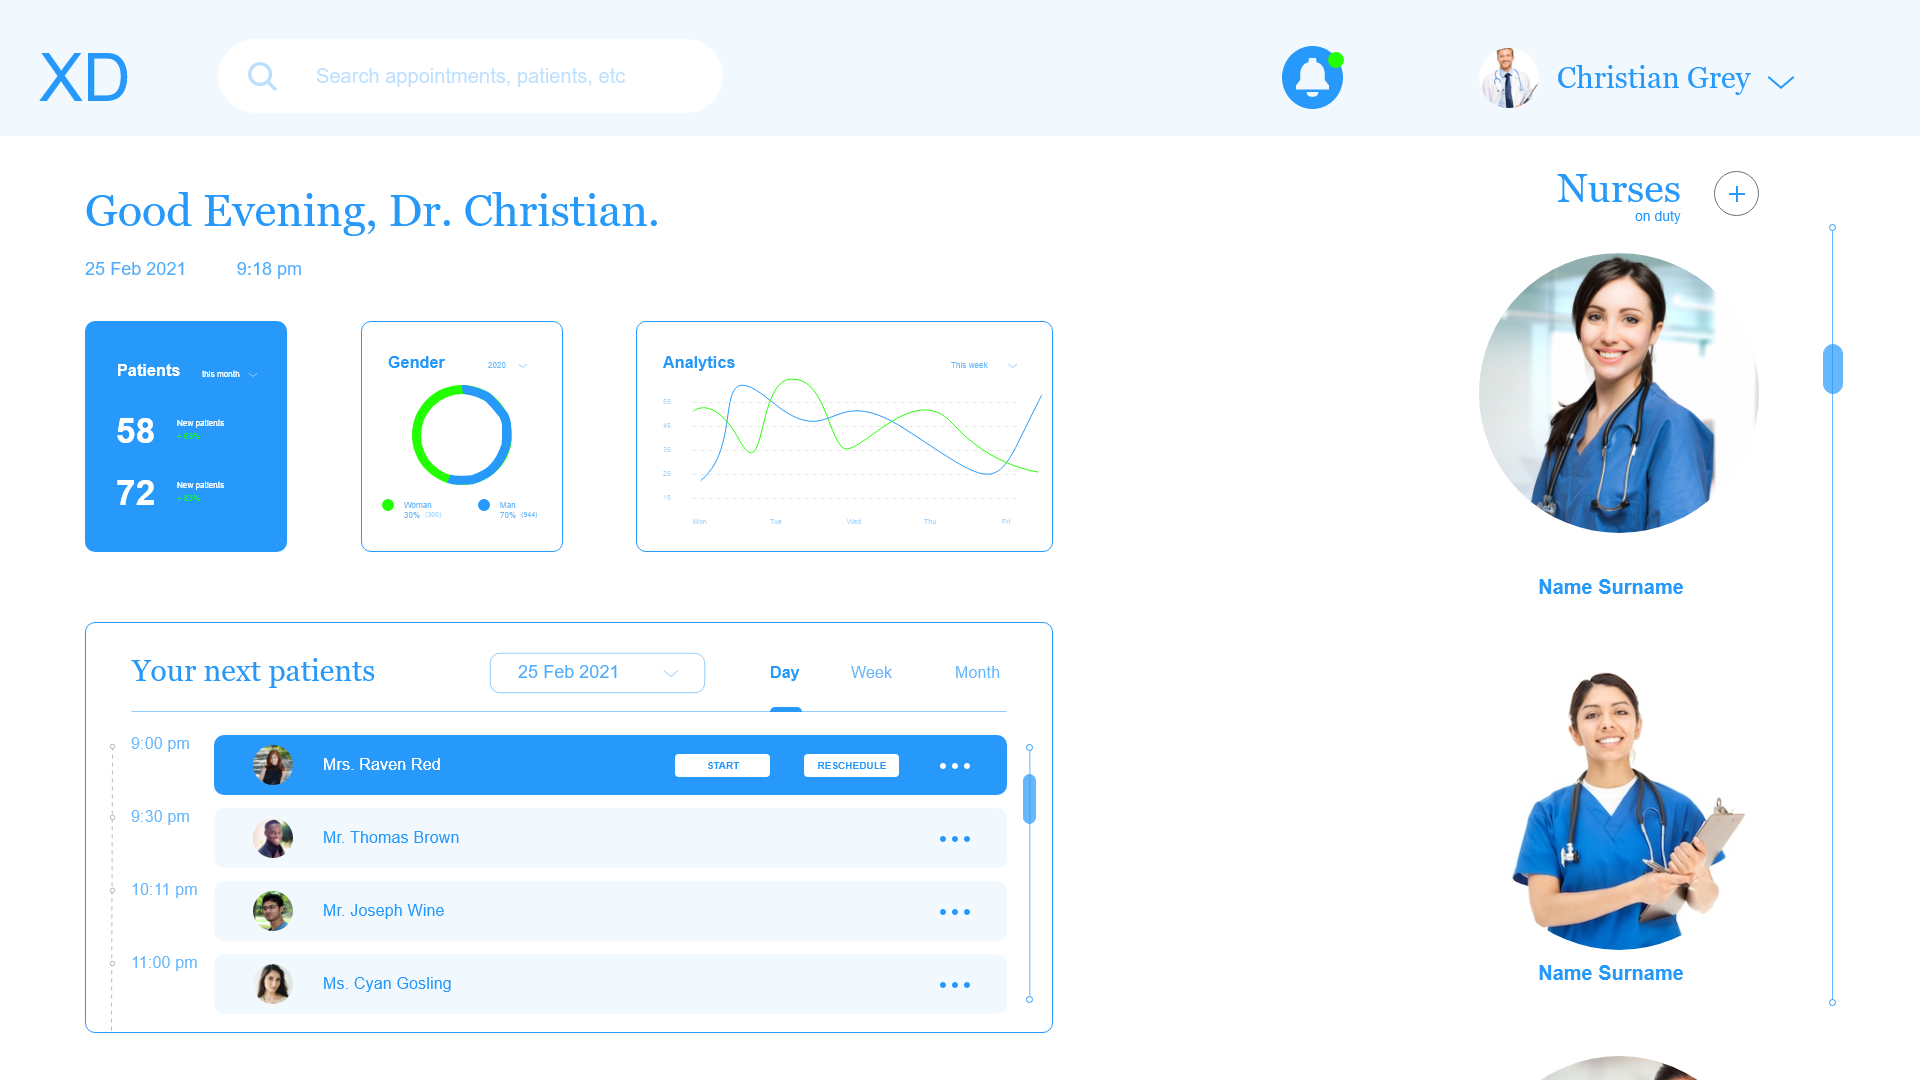 XD
Search appointments, patients, etc
Christian Grey
Good Evening, Dr. Christian.
25 Feb 2021 9:18 pm
Nurses
on duty
Patients this month
58 New patients
72 New patients
Gender 2020
Woman
30% (300)
Man
70% (944)
Analytics This week
55
45
35
25
15
Mon Tue Wed Thu Fri
Name Surname
Your next patients 25 Feb 2021 Day Week Month
9:00 pm Mrs. Raven Red START RESCHEDULE
9:30 pm Mr. Thomas Brown
10:11 pm Mr. Joseph Wine
11:00 pm Ms. Cyan Gosling
Name Surname